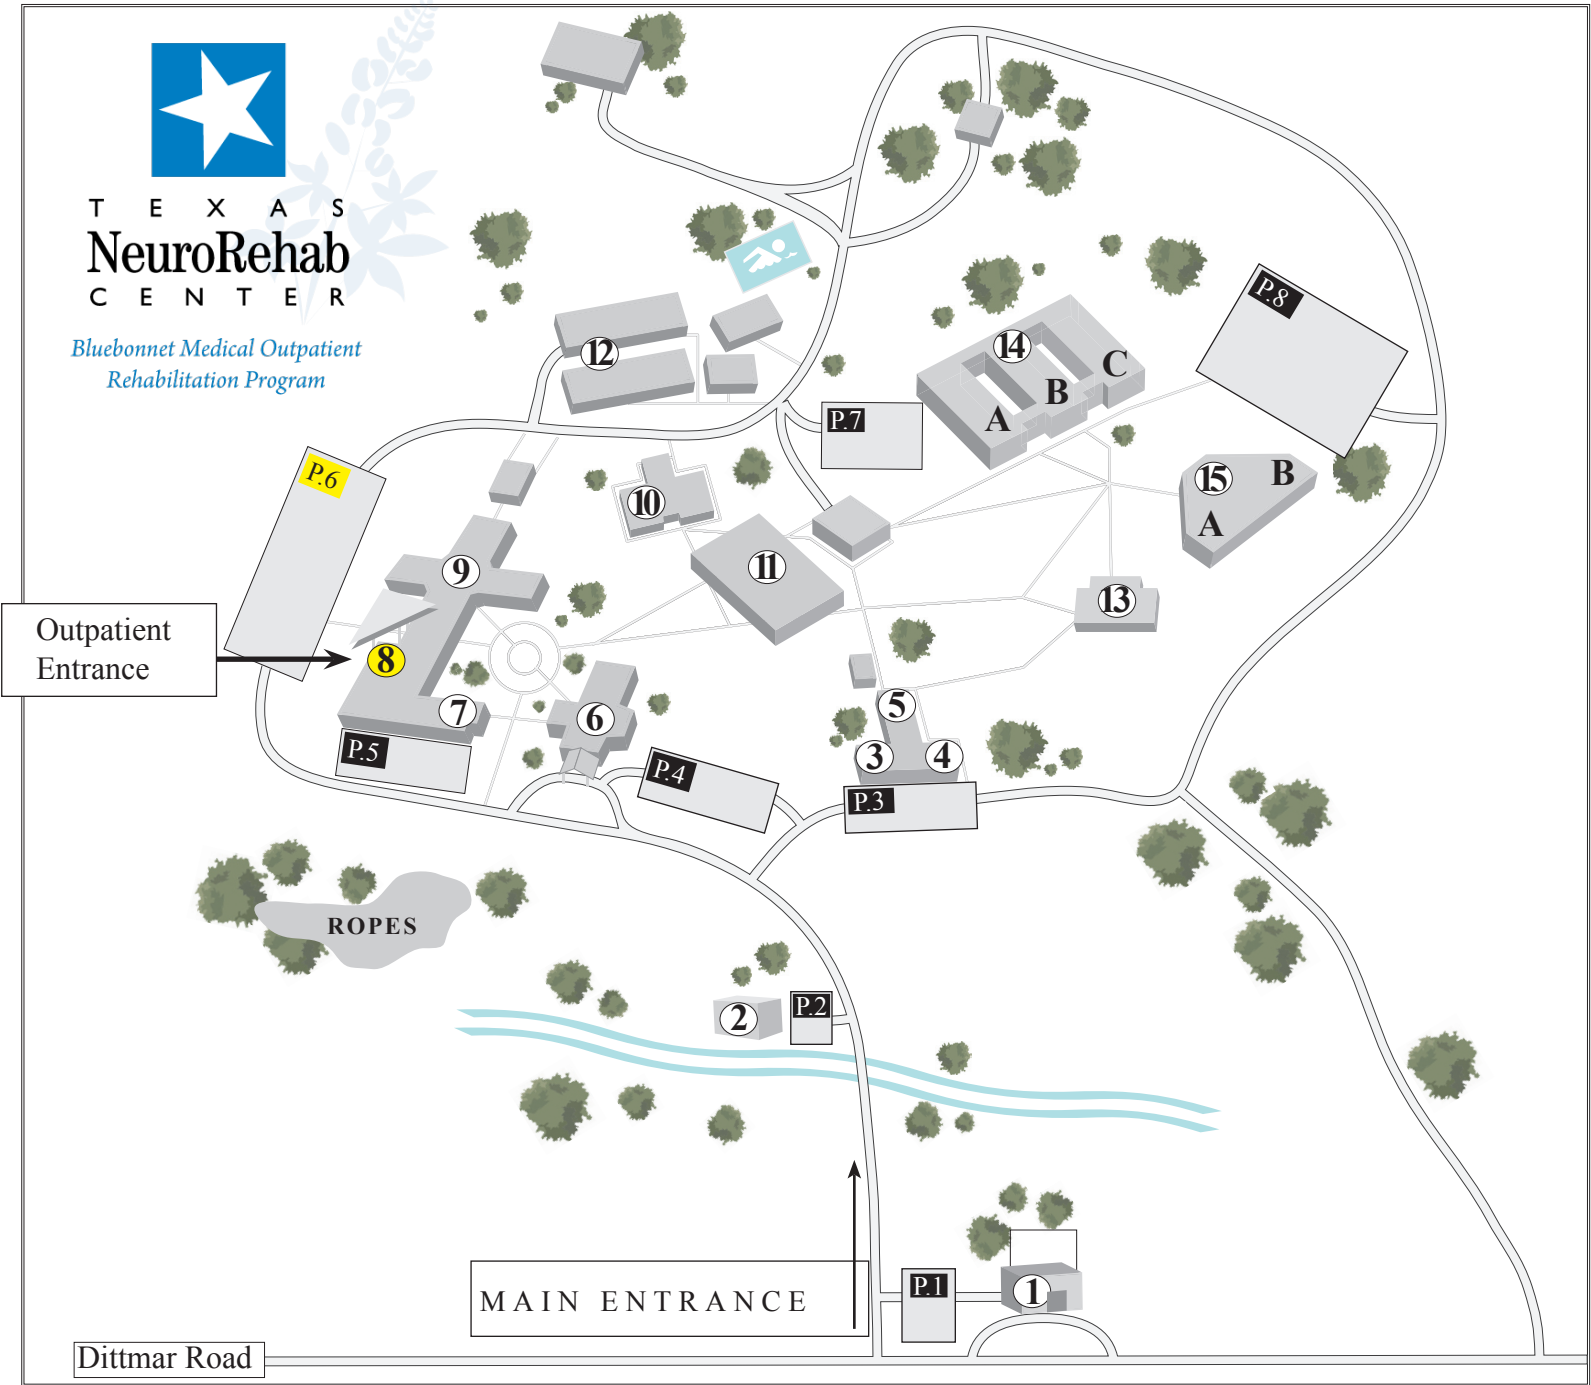 TEXAS
NeuroRehab
CENTER
Bluebonnet Medical Outpatient
Rehabilitation Program
P.8
12
14
C
B
A
P.7
P.6
15
B
A
10
11
9
13
Outpatient
Entrance
8
7
6
5
3
4
P.5
P.4
P.3
ROPES
2
P.2
P.1
1
MAIN ENTRANCE
Dittmar Road